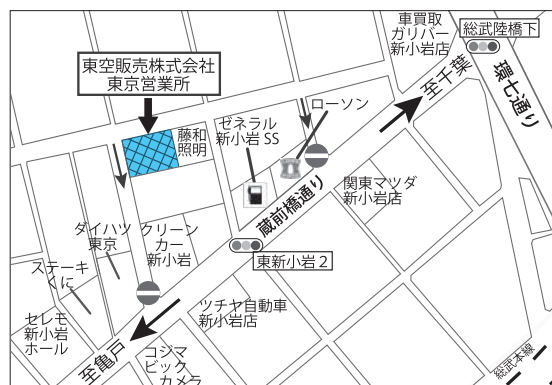 車買取
ガリバー
新小岩店
総武陸橋下
環七通り
至千葉
東空販売株式会社
東京営業所
藤和
照明
ゼネラル
新小岩 SS
ローソン
蔵前橋通り
関東マツダ
新小岩店
ダイハツ
東京
クリーン
カー
新小岩
東新小岩 2
ステーキ
くに
セレモ
新小岩
ホール
ツチヤ自動車
新小岩店
至亀戸
コジマ
ビック
カメラ
総武本線